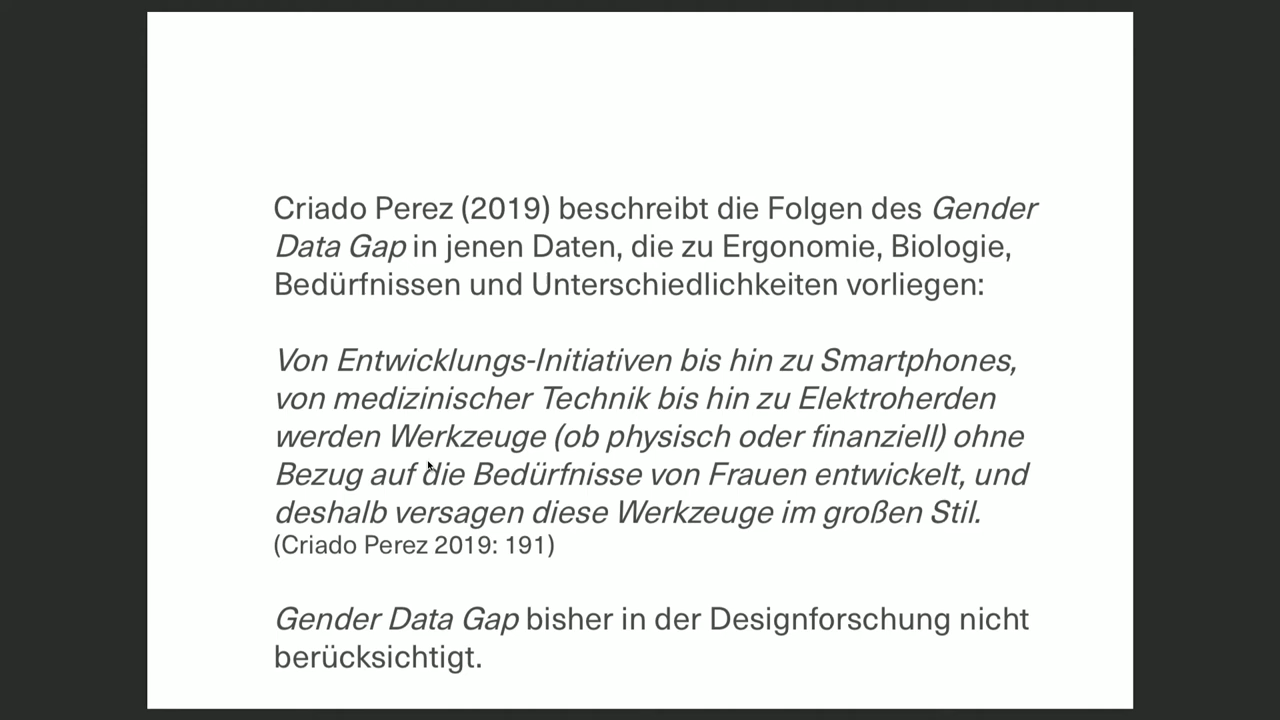 Criado Perez (2019) beschreibt die Folgen des Gender
Data Gap in jenen Daten, die zu Ergonomie, Biologie,
Bedürfnissen und Unterschiedlichkeiten vorliegen:
Von Entwicklungs-Initiativen bis hin zu Smartphones,
von medizinischer Technik bis hin zu Elektroherden
werden Werkzeuge (ob physisch oder finanziell) ohne
Bezug auf die Bedürfnisse von Frauen entwickelt, und
deshalb versagen diese Werkzeuge im großen Stil.
(Criado Perez 2019: 191)
Gender Data Gap bisher in der Designforschung nicht
berücksichtigt.